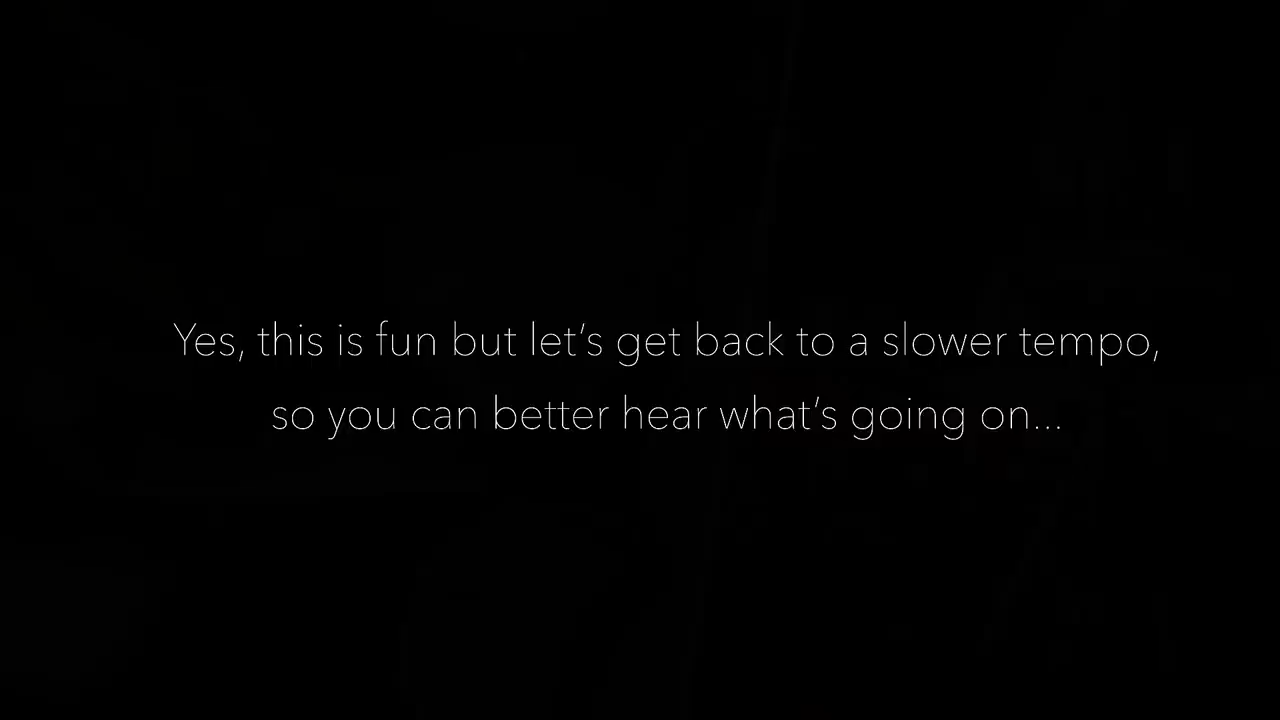 Yes, this is fun but let’s get back to a slower tempo,
so you can better hear what’s going on...